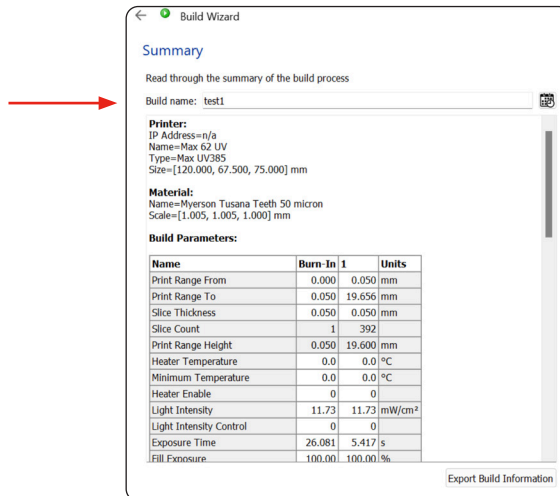 Build Wizard
Summary
Read through the summary of the build process
Build name: test1
Printer:
IP Address=n/a
Name=Max 62 UV
Type=Max UV385
Size=[120.000, 67.500, 75.000] mm
Material:
Name=Myerson Tusana Teeth 50 micron
Scale=[1.005, 1.005, 1.000] mm
Build Parameters:
Name Burn-In 1 Units
Print Range From 0.000 0.050 mm
Print Range To 0.050 19.656 mm
Slice Thickness 0.050 0.050 mm
Slice Count 1 392
Print Range Height 0.050 19.600 mm
Heater Temperature 0.0 0.0 °C
Minimum Temperature 0.0 0.0 °C
Heater Enable 0 0
Light Intensity 11.73 11.73 mW/cm²
Light Intensity Control 0 0
Exposure Time 26.081 5.417 s
Fill Exposure 100.00 100.00 %
Export Build Information